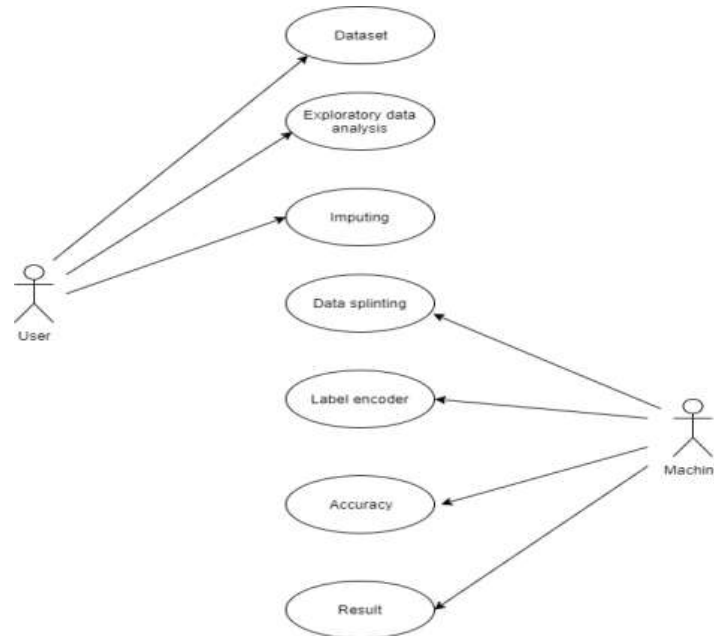 Dataset
Exploratory data
analysis
Imputing
User
Data splinting
Label encoder
Machin
Accuracy
Result